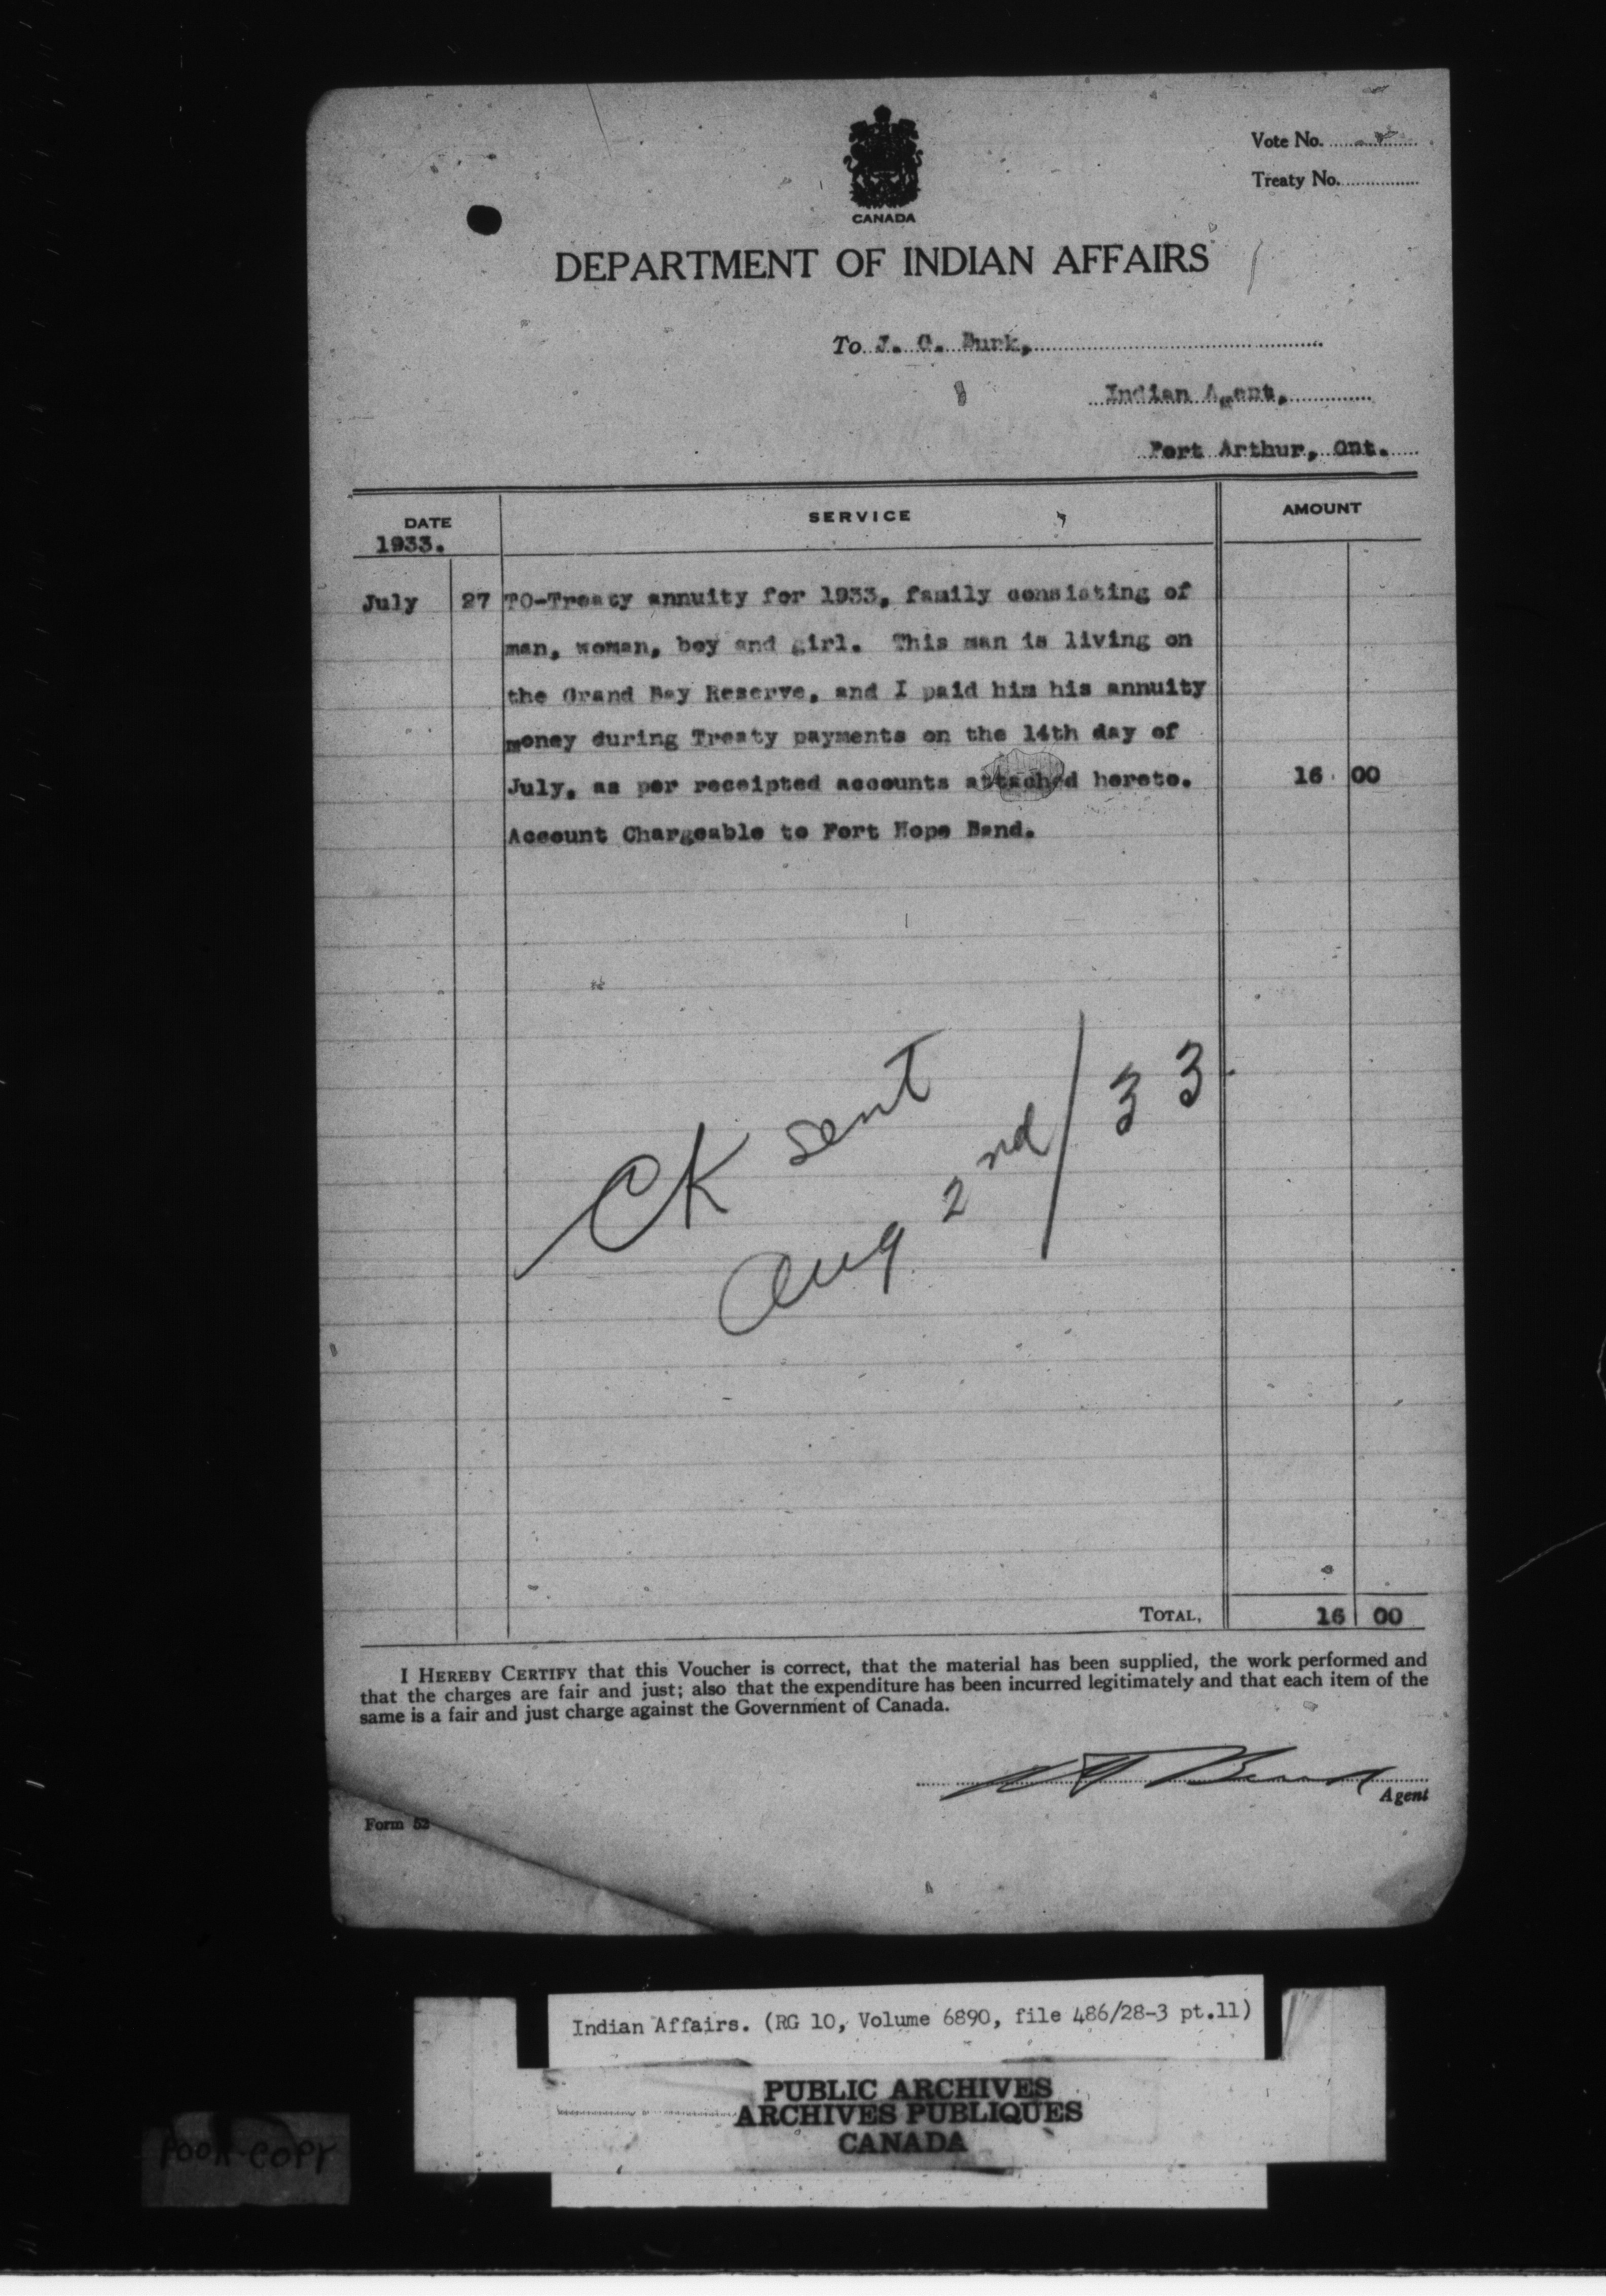 Vote No.
Treaty No.
CANADA
DEPARTMENT OF INDIAN AFFAIRS
To J. G. Burk,
Indian Agent,
Port Arthur, Ont.
DATE SERVICE AMOUNT
1933.
July 27 TO-Treaty annuity for 1933, family consisting of
man, woman, boy and girl. This man is living on
the Grand Bay Reserve, and I paid him his annuity
money during Treaty payments on the 14th day of
July, as per receipted accounts attached hereto. 16 00
Account Chargeable to Fort Hope Band.
CK sent
Aug 2nd/33
TOTAL, 16 00
I HEREBY CERTIFY that this Voucher is correct, that the material has been supplied, the work performed and
that the charges are fair and just; also that the expenditure has been incurred legitimately and that each item of the
same is a fair and just charge against the Government of Canada.
Agent
Form 52
Indian Affairs. (RG 10, Volume 6890, file 486/28-3 pt.11)
PUBLIC ARCHIVES
ARCHIVES PUBLIQUES
CANADA
POOR COPY